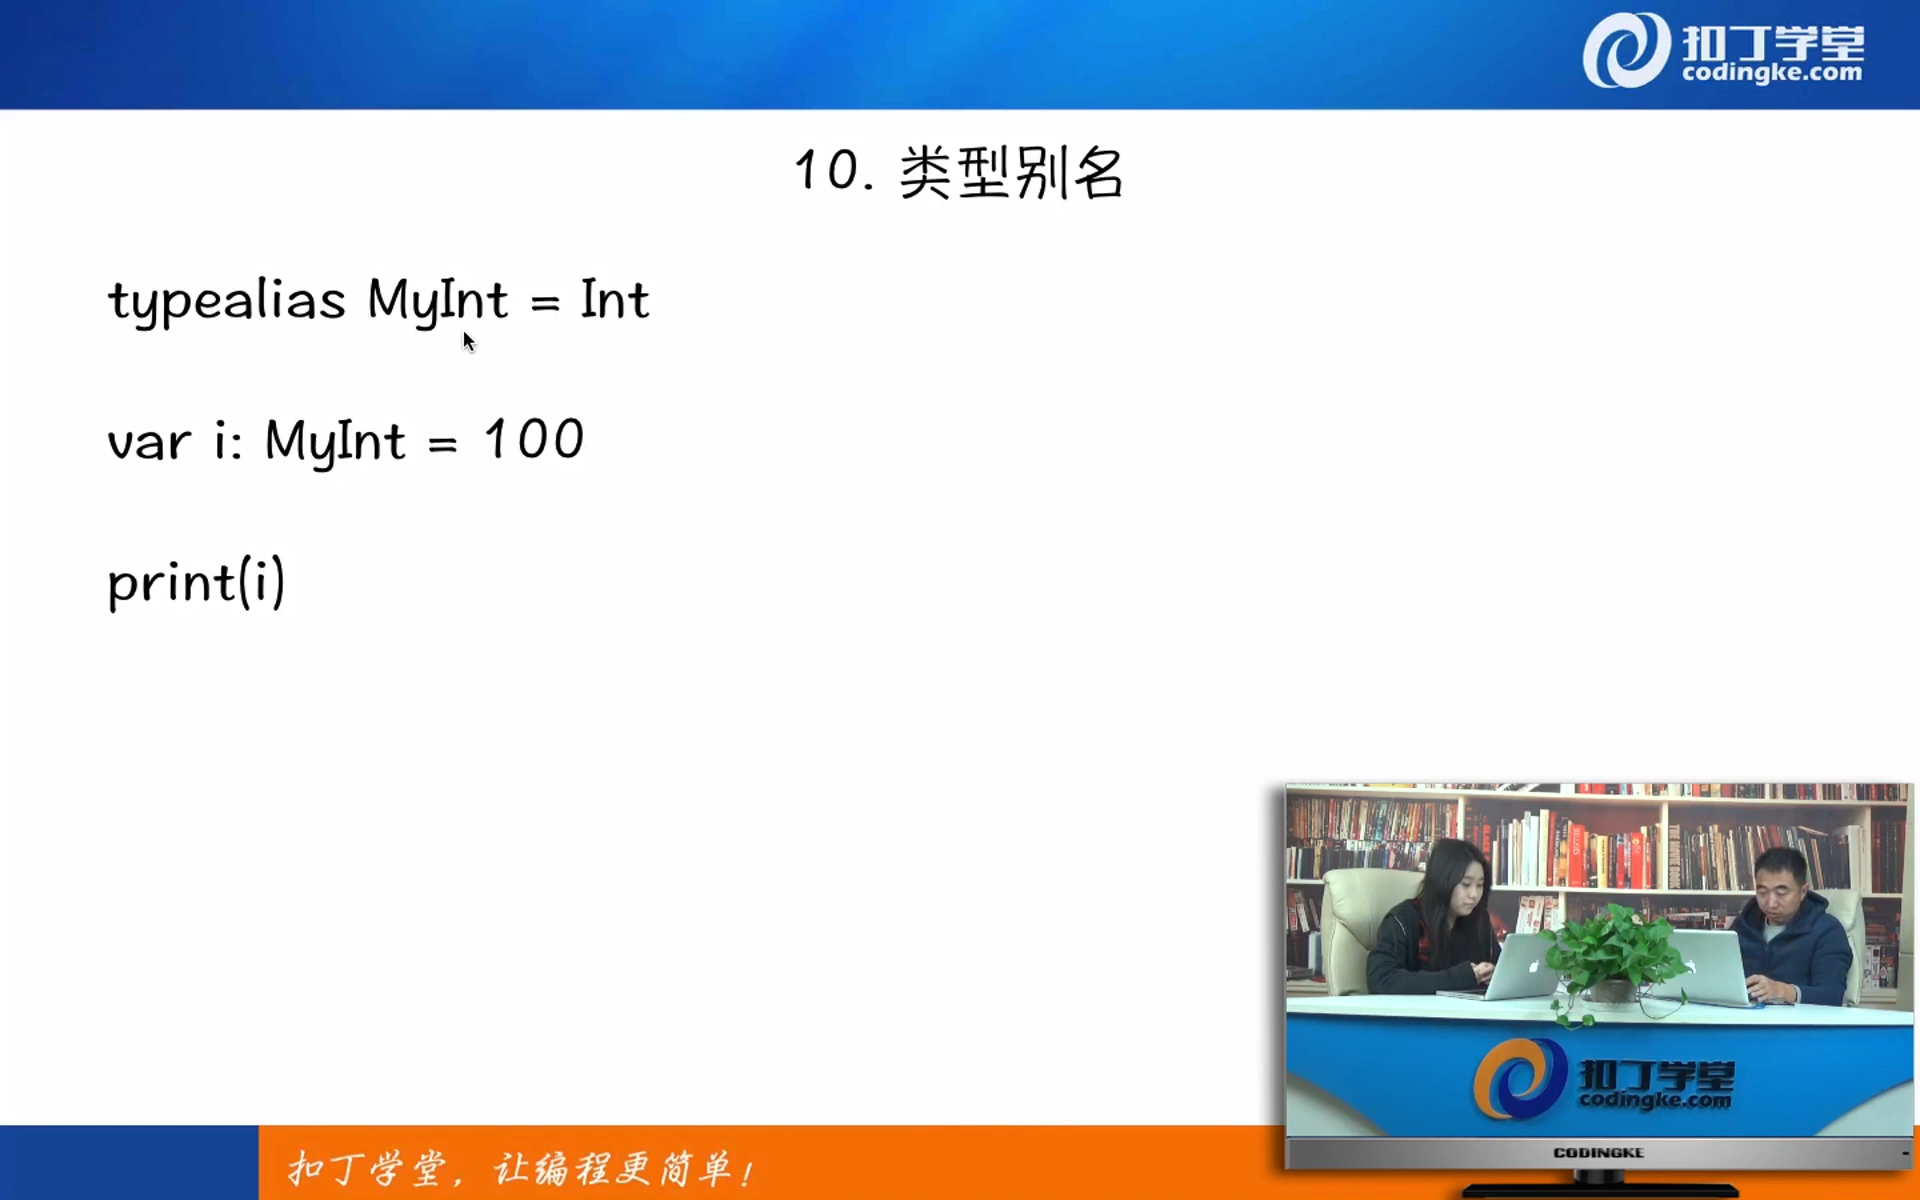 扣丁学堂
codingke.com
10. 类型别名
typealias MyInt = Int
var i: MyInt = 100
print(i)
扣丁学堂
codingke.com
CODINGKE
扣丁学堂，让编程更简单!